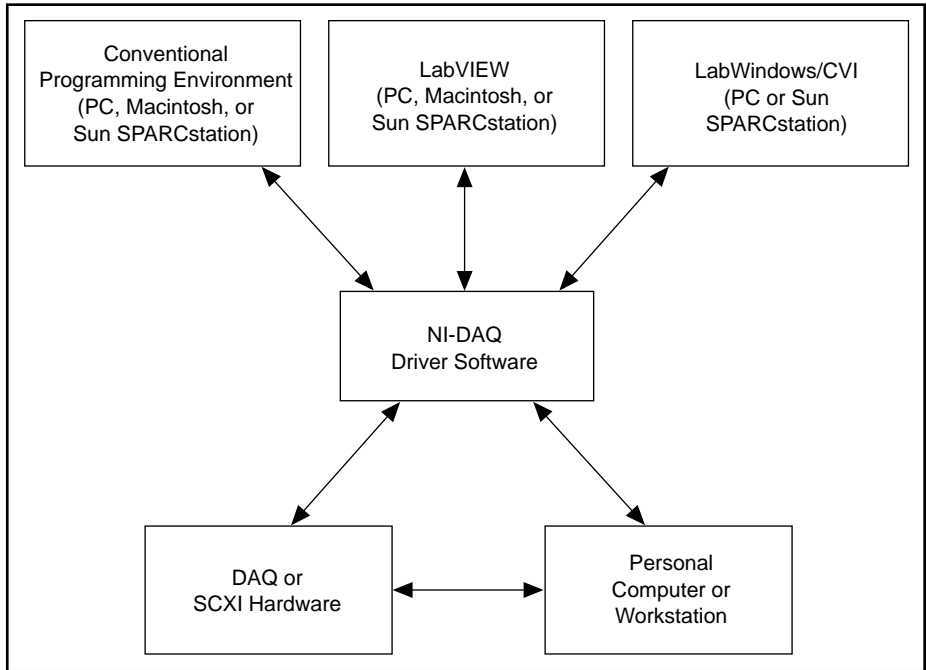 Conventional
Programming Environment
(PC, Macintosh, or
Sun SPARCstation)
LabVIEW
(PC, Macintosh, or
Sun SPARCstation)
LabWindows/CVI
(PC or Sun
SPARCstation)
NI-DAQ
Driver Software
DAQ or
SCXI Hardware
Personal
Computer or
Workstation